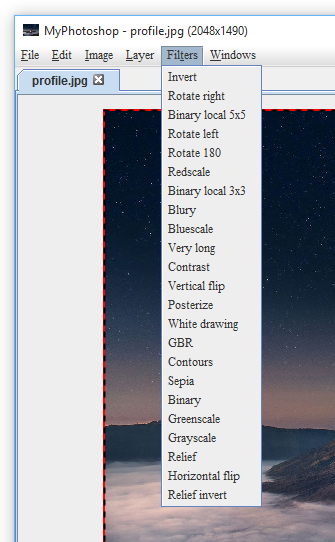 MyPhotoshop - profile.jpg (2048x1490)
File Edit Image Layer Filters Windows
profile.jpg
Invert
Rotate right
Binary local 5x5
Rotate left
Rotate 180
Redscale
Binary local 3x3
Blury
Bluescale
Very long
Contrast
Vertical flip
Posterize
White drawing
GBR
Contours
Sepia
Binary
Greenscale
Grayscale
Relief
Horizontal flip
Relief invert